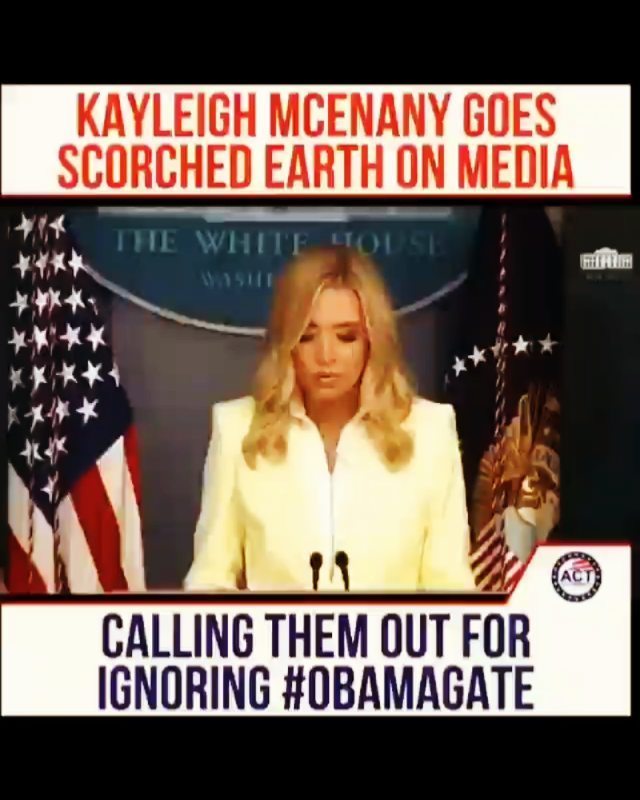 KAYLEIGH MCENANY GOES
SCORCHED EARTH ON MEDIA
THE WHITE HOUSE
WASHI
ACT
CALLING THEM OUT FOR
IGNORING #OBAMAGATE